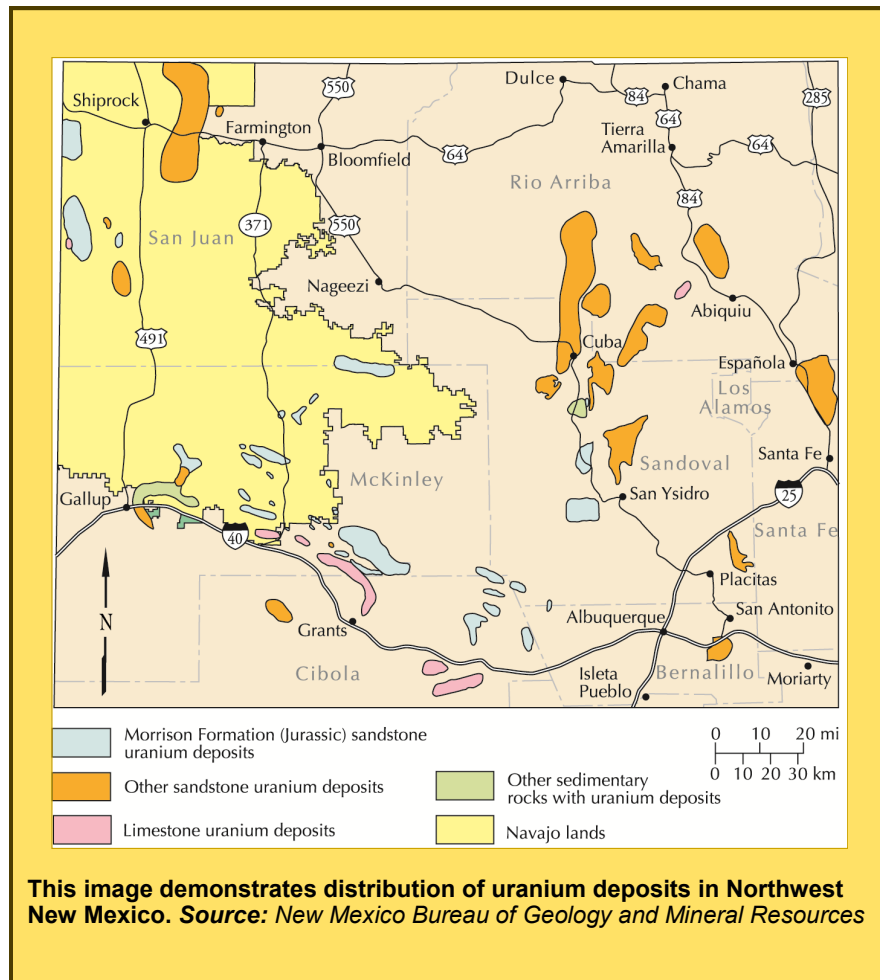 550
Dulce
84
Chama
285
Shiprock
64
Farmington
Bloomfield
64
Tierra
Amarilla
64
Rio Arriba
84
San Juan
371
550
Nageezi
Abiquiu
491
Cuba
Española
Los
Alamos
McKinley
Sandoval
Santa Fe
Gallup
San Ysidro
25
40
Santa Fe
N
Placitas
Grants
Albuquerque
San Antonito
Cibola
Isleta
Pueblo
Bernalillo
Moriarty
Morrison Formation (Jurassic) sandstone
uranium deposits
0 10 20 mi
0 10 20 30 km
Other sandstone uranium deposits
Other sedimentary
rocks with uranium deposits
Limestone uranium deposits
Navajo lands
This image demonstrates distribution of uranium deposits in Northwest
New Mexico. Source: New Mexico Bureau of Geology and Mineral Resources